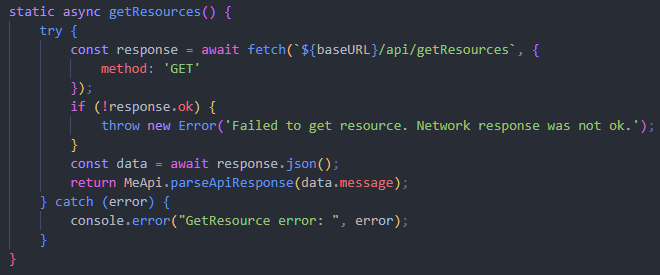 static async getResources() {
    try {
        const response = await fetch(`${baseURL}/api/getResources`, {
            method: 'GET'
        });
        if (!response.ok) {
            throw new Error('Failed to get resource. Network response was not ok.');
        }
        const data = await response.json();
        return MeApi.parseApiResponse(data.message);
    } catch (error) {
        console.error("GetResource error: ", error);
    }
}